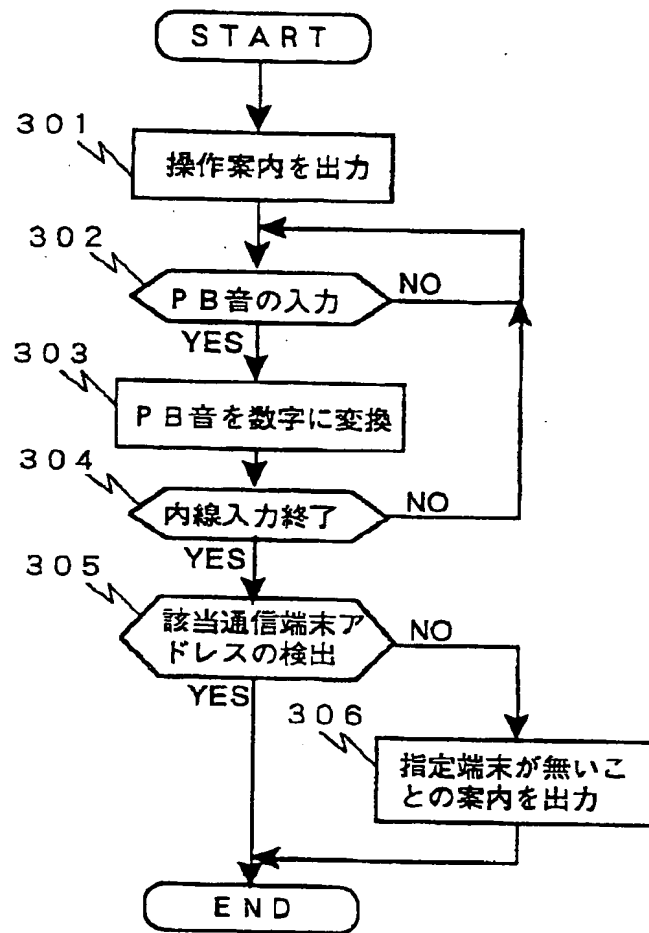 START
301
操作案内を出力
302
PB音の入力
NO
YES
303
PB音を数字に変換
304
内線入力終了
NO
YES
305
該当通信端末ア
ドレスの検出
NO
YES
306
指定端末が無いこ
との案内を出力
END